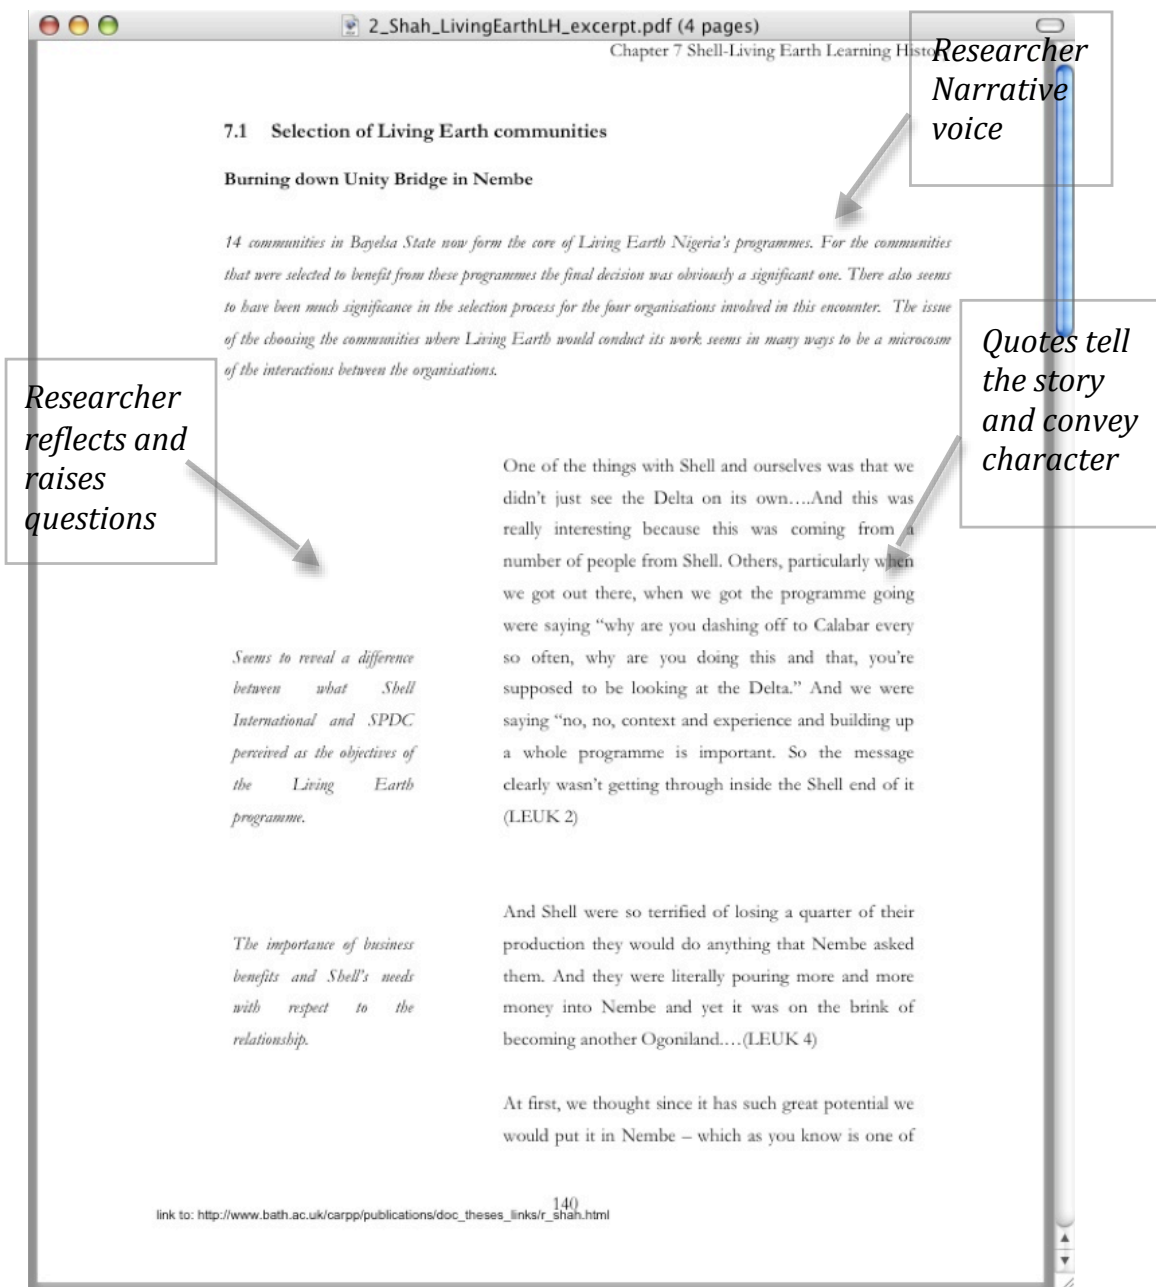 2_Shah_LivingEarthLH_excerpt.pdf (4 pages)
Chapter 7 Shell-Living Earth Learning Histo
Researcher
Narrative
voice
7.1 Selection of Living Earth communities
Burning down Unity Bridge in Nembe
14 communities in Bayelsa State now form the core of Living Earth Nigeria's programmes. For the communities
that were selected to benefit from these programmes the final decision was obviously a significant one. There also seems
to have been much significance in the selection process for the four organisations involved in this encounter. The issue
of the choosing the communities where Living Earth would conduct its work seems in many ways to be a microcosm
of the interactions between the organisations.
Quotes tell
the story
and convey
character
Researcher
reflects and
raises
questions
One of the things with Shell and ourselves was that we
didn't just see the Delta on its own….And this was
really interesting because this was coming from a
number of people from Shell. Others, particularly when
we got out there, when we got the programme going
were saying "why are you dashing off to Calabar every
so often, why are you doing this and that, you're
supposed to be looking at the Delta." And we were
saying "no, no, context and experience and building up
a whole programme is important. So the message
clearly wasn't getting through inside the Shell end of it
(LEUK 2)
Seems to reveal a difference
between what Shell
International and SPDC
perceived as the objectives of
the Living Earth
programme.
And Shell were so terrified of losing a quarter of their
production they would do anything that Nembe asked
them. And they were literally pouring more and more
money into Nembe and yet it was on the brink of
becoming another Ogoniland….(LEUK 4)
The importance of business
benefits and Shell's needs
with respect to the
relationship.
At first, we thought since it has such great potential we
would put it in Nembe – which as you know is one of
140
link to: http://www.bath.ac.uk/carpp/publications/doc_theses_links/r_shah.html